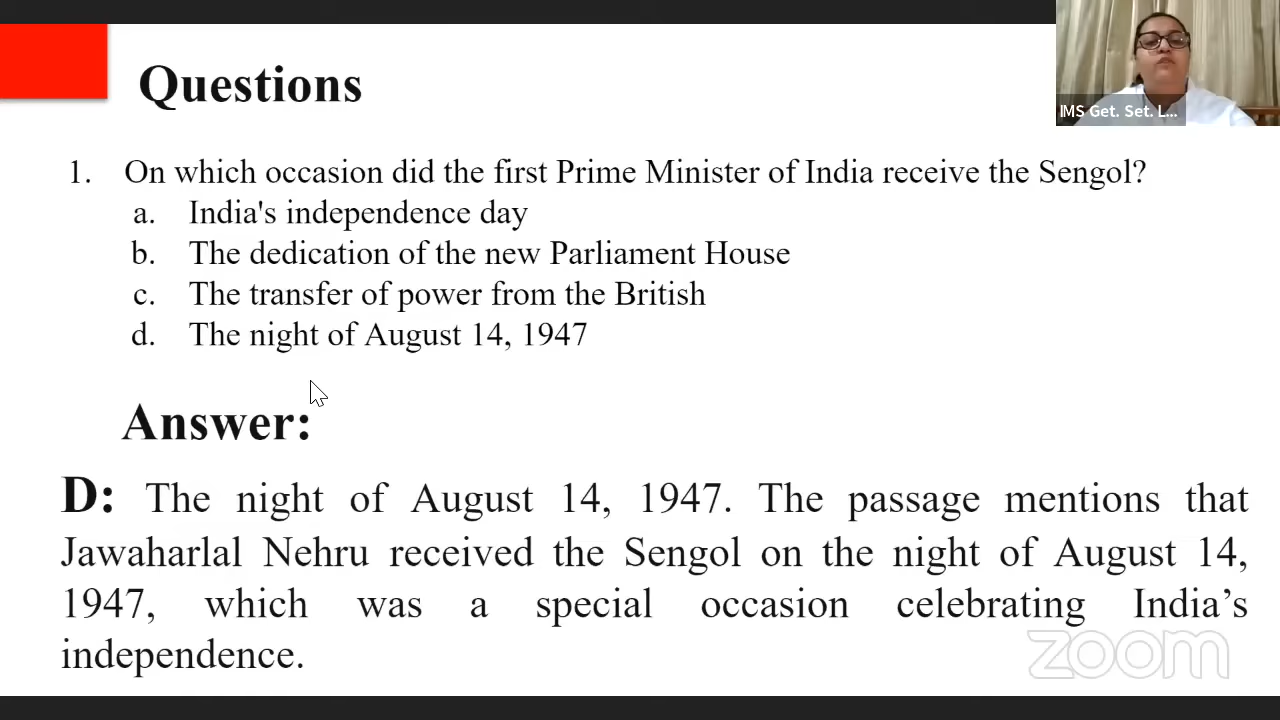 Questions
IMS Get. Set. L...
1. On which occasion did the first Prime Minister of India receive the Sengol?
a. India's independence day
b. The dedication of the new Parliament House
c. The transfer of power from the British
d. The night of August 14, 1947
Answer:
D: The night of August 14, 1947. The passage mentions that
Jawaharlal Nehru received the Sengol on the night of August 14,
1947, which was a special occasion celebrating India’s
independence.
zoom